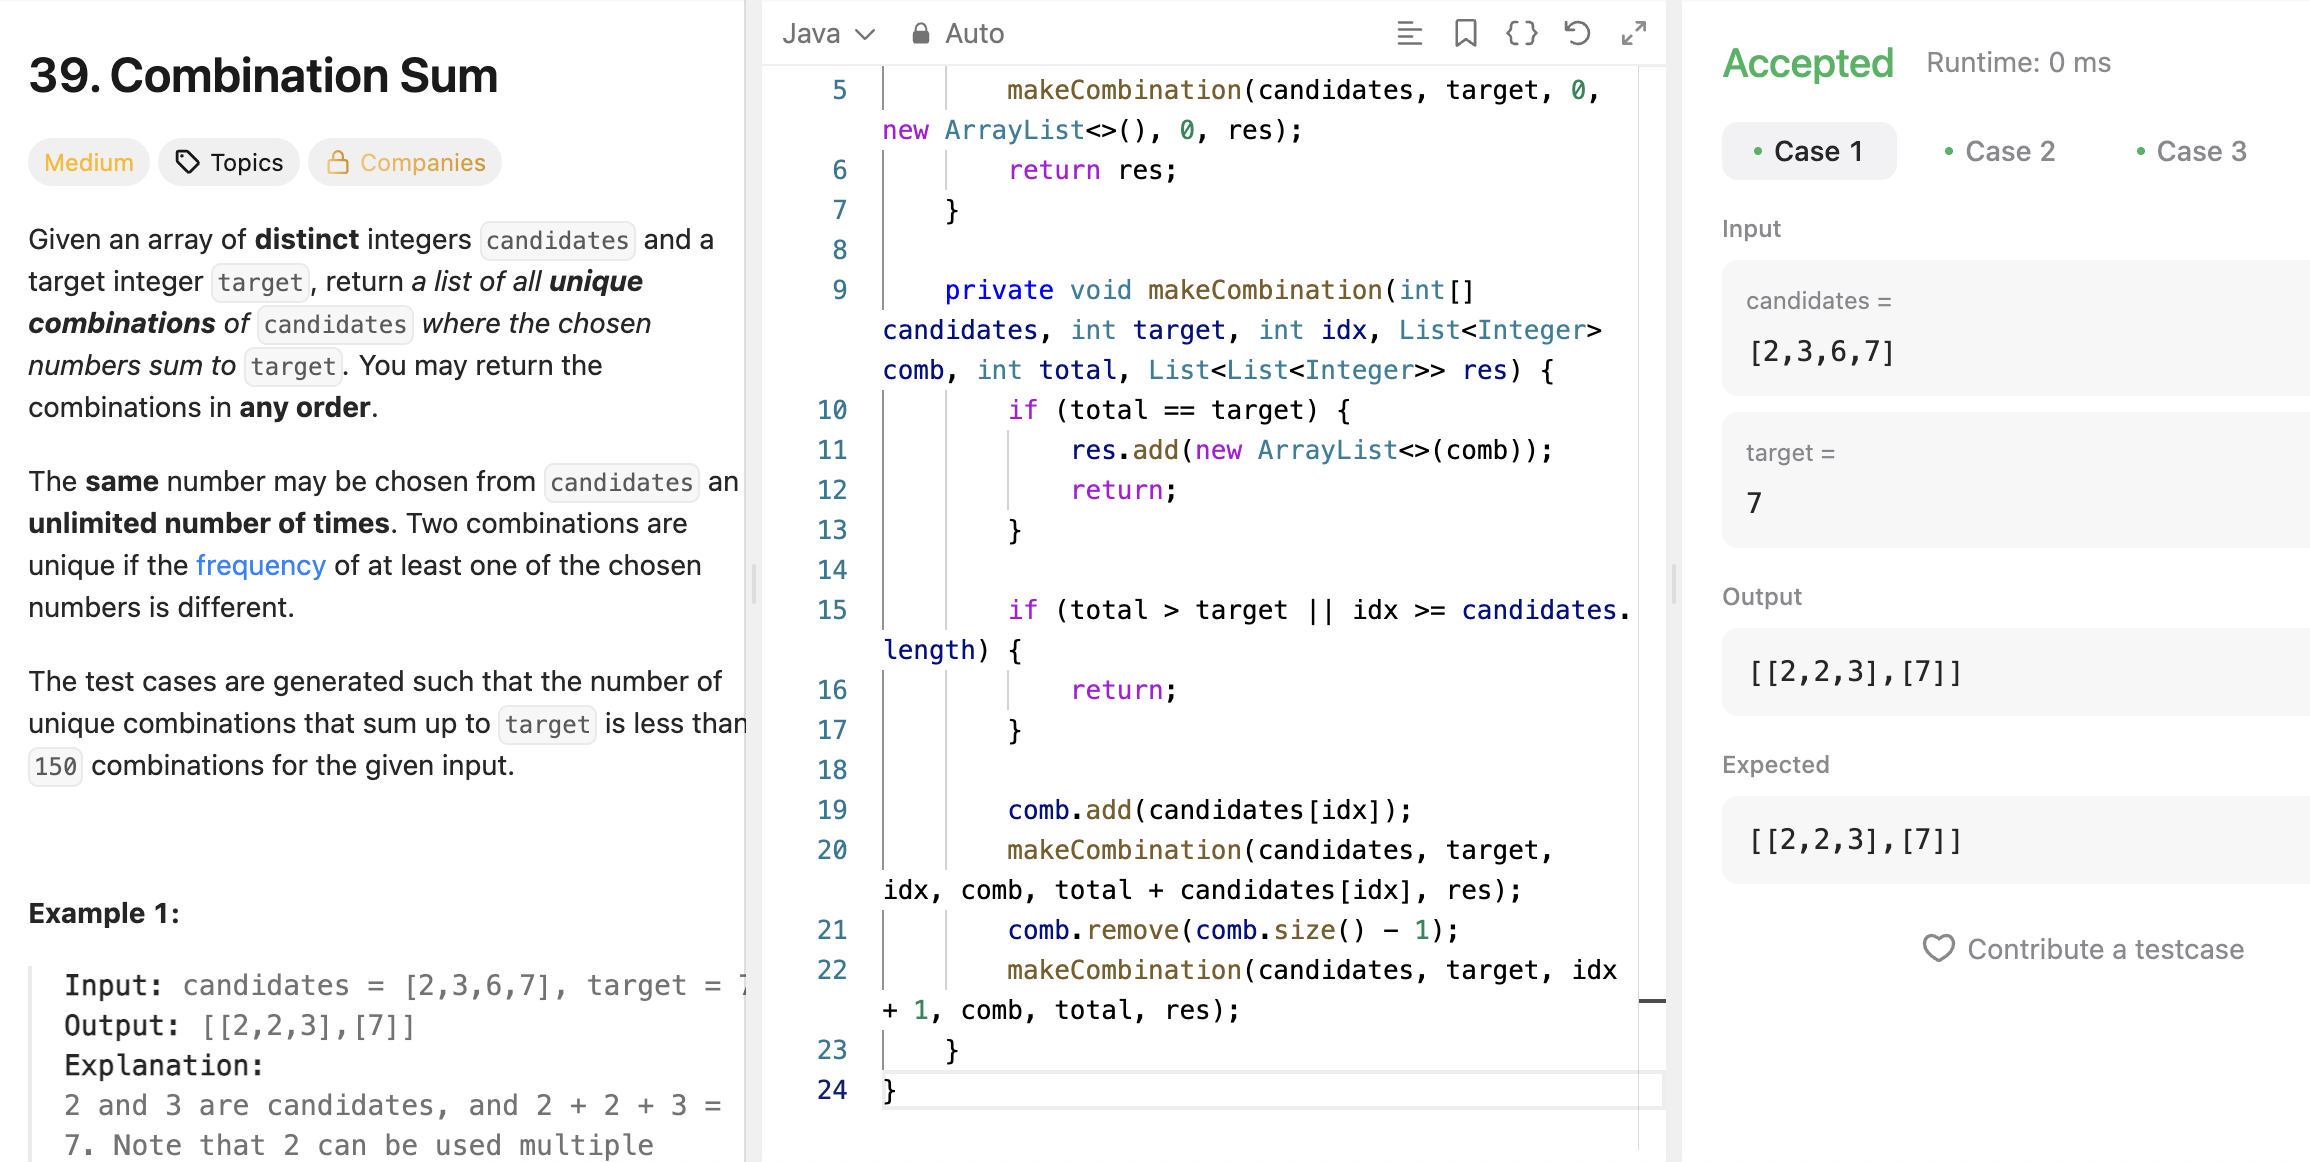 39. Combination Sum
Medium
Topics
Companies
Given an array of distinct integers candidates and a
target integer target, return a list of all unique
combinations of candidates where the chosen
numbers sum to target. You may return the
combinations in any order.
The same number may be chosen from candidates an
unlimited number of times. Two combinations are
unique if the frequency of at least one of the chosen
numbers is different.
The test cases are generated such that the number of
unique combinations that sum up to target is less than
150 combinations for the given input.
Example 1:
Input: candidates = [2,3,6,7], target = 7
Output: [[2,2,3],[7]]
Explanation:
2 and 3 are candidates, and 2 + 2 + 3 =
7. Note that 2 can be used multiple
Java
Auto
5 makeCombination(candidates, target, 0,
new ArrayList<>(), 0, res);
6 return res;
7 }
8
9 private void makeCombination(int[]
candidates, int target, int idx, List<Integer>
comb, int total, List<List<Integer>> res) {
10 if (total == target) {
11 res.add(new ArrayList<>(comb));
12 return;
13 }
14
15 if (total > target || idx >= candidates.
length) {
16 return;
17 }
18
19 comb.add(candidates[idx]);
20 makeCombination(candidates, target,
idx, comb, total + candidates[idx], res);
21 comb.remove(comb.size() - 1);
22 makeCombination(candidates, target, idx
+ 1, comb, total, res);
23 }
24 }
Accepted Runtime: 0 ms
Case 1
Case 2
Case 3
Input
candidates =
[2,3,6,7]
target =
7
Output
[[2,2,3],[7]]
Expected
[[2,2,3],[7]]
Contribute a testcase